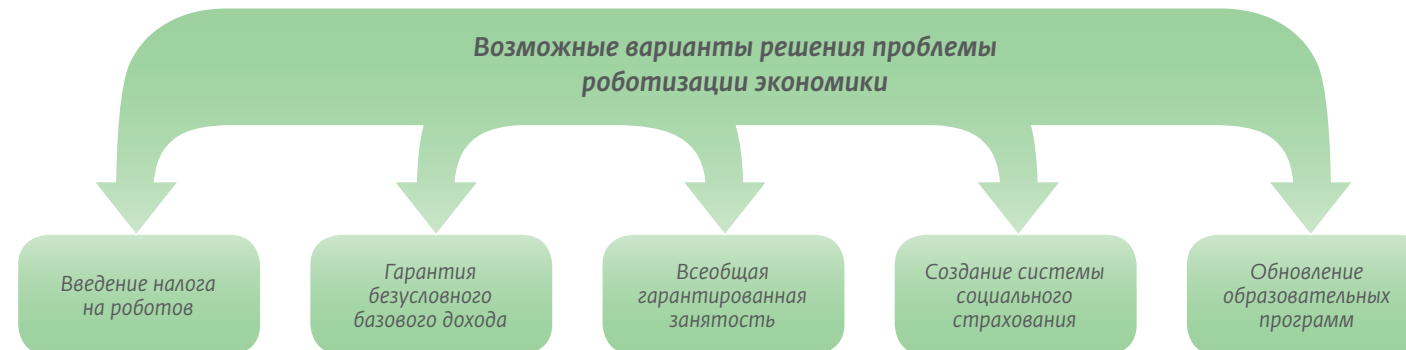 Возможные варианты решения проблемы
роботизации экономики
Введение налога
на роботов
Гарантия
безусловного
базового дохода
Всеобщая
гарантированная
занятость
Создание системы
социального
страхования
Обновление
образовательных
программ